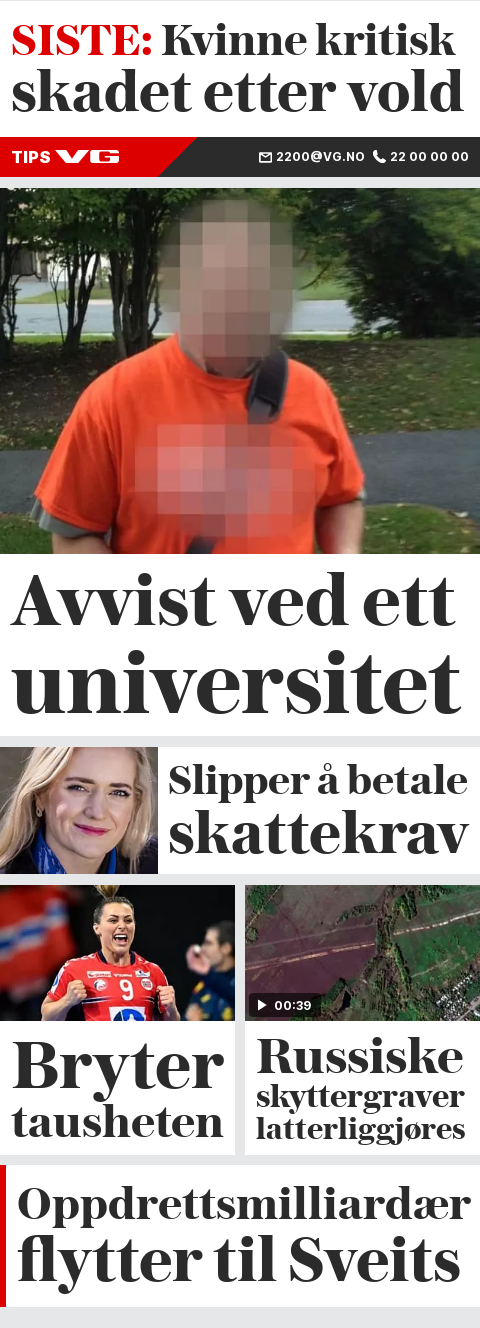 SISTE: Kvinne kritisk
skadet etter vold
TIPS VG
2200@VG.NO 22 00 00 00
Avvist ved ett
universitet
Slipper å betale
skattekrav
9
Bryter
tausheten
00:39
Russiske
skyttergraver
latterliggjøres
Oppdrettsmilliardær
flytter til Sveits